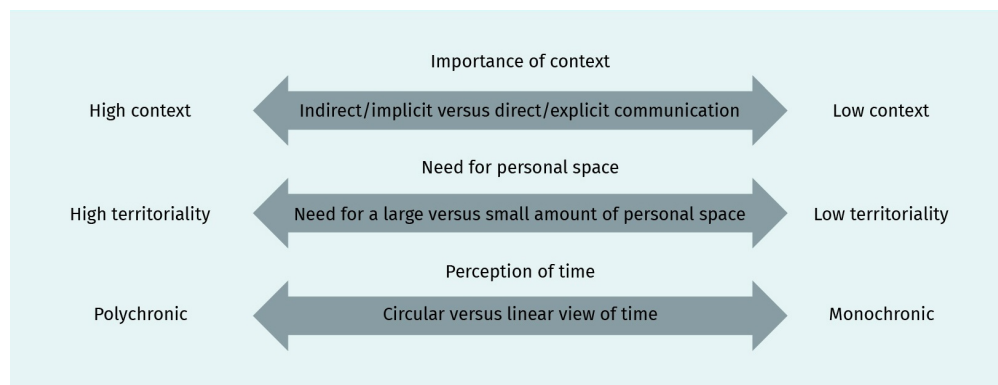 Importance of context
High context
Indirect/implicit versus direct/explicit communication
Low context
Need for personal space
High territoriality
Need for a large versus small amount of personal space
Low territoriality
Perception of time
Polychronic
Circular versus linear view of time
Monochronic